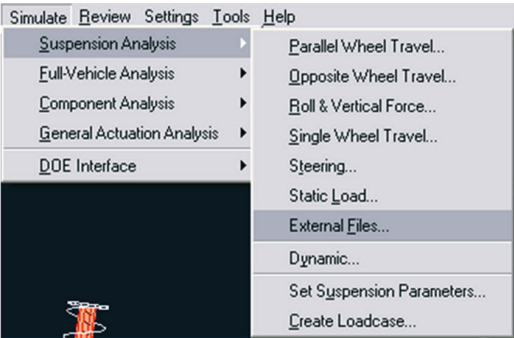 Simulate Review Settings Tools Help
Suspension Analysis
Full-Vehicle Analysis
Component Analysis
General Actuation Analysis
DOE Interface
Parallel Wheel Travel...
Opposite Wheel Travel...
Roll & Vertical Force...
Single Wheel Travel...
Steering...
Static Load...
External Files...
Dynamic...
Set Suspension Parameters...
Create Loadcase...